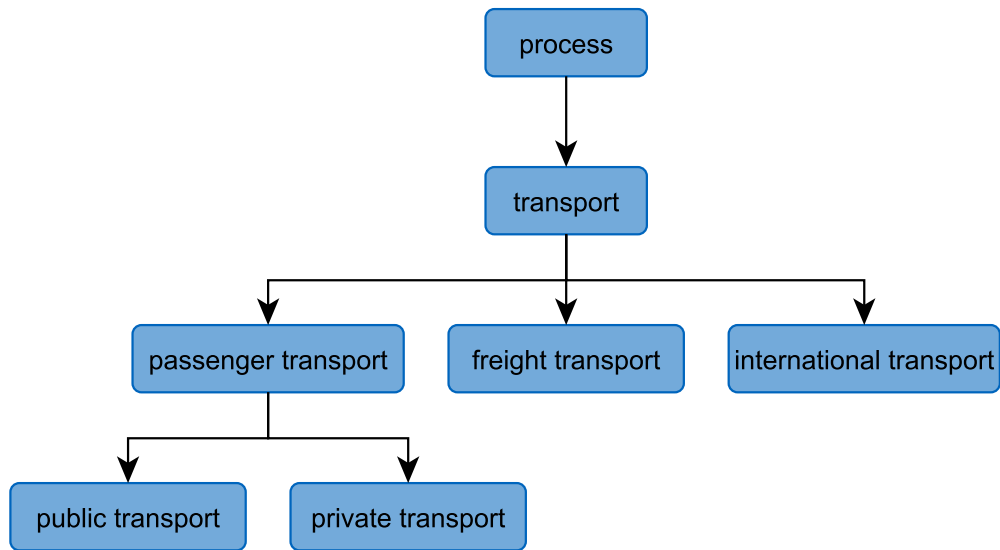 process
transport
passenger transport
freight transport
international transport
public transport
private transport